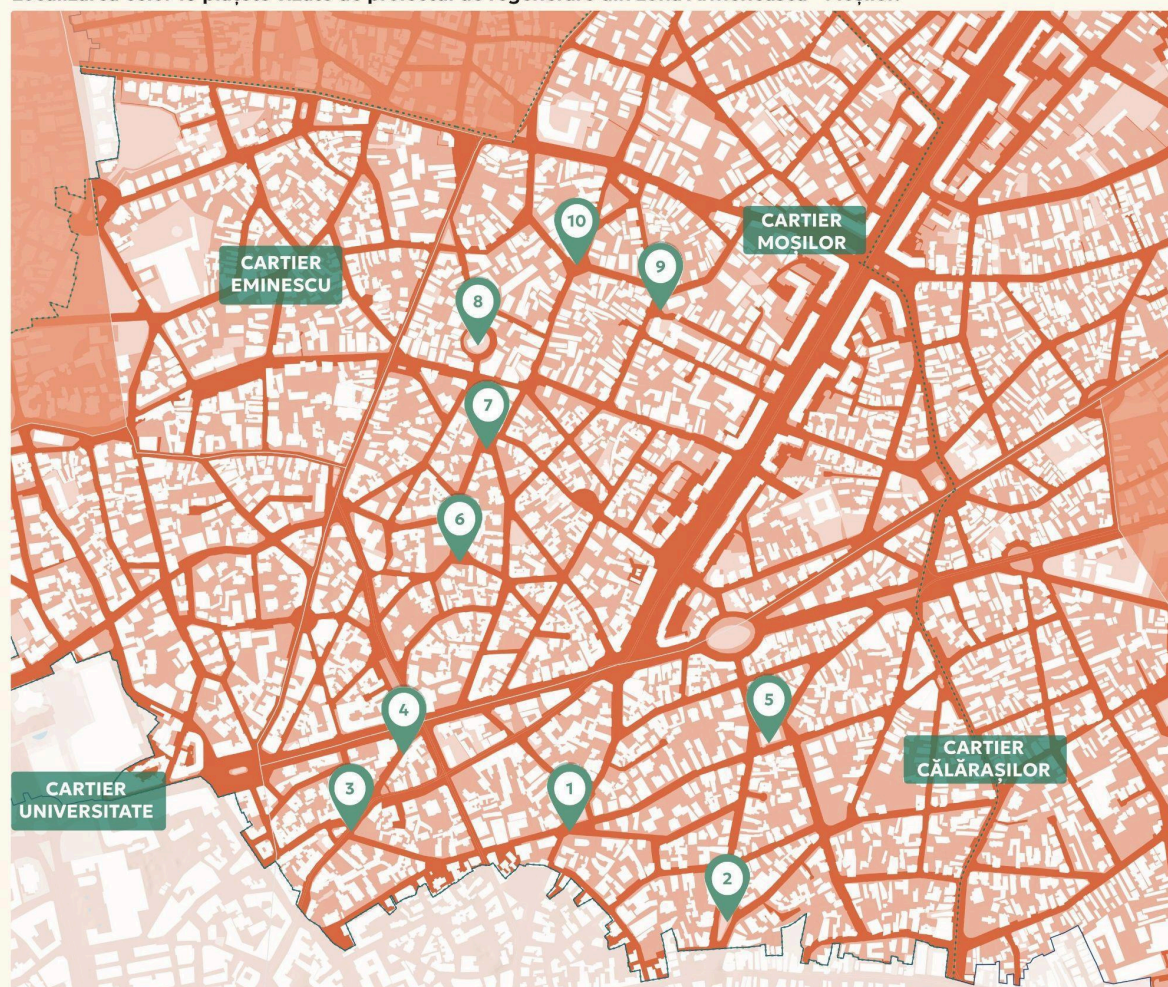 CARTIER
MOȘILOR
10
9
CARTIER
EMINESCU
8
7
6
4
5
CARTIER
CĂLĂRAȘILOR
CARTIER
UNIVERSITATE
3
1
2